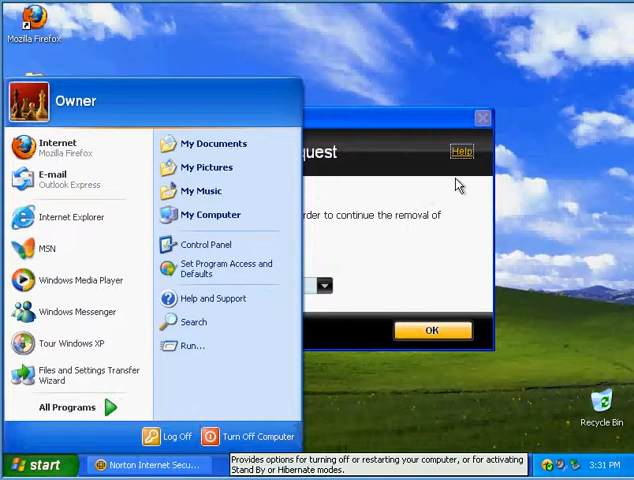 Mozilla Firefox
Owner
Internet
Mozilla Firefox
E-mail
Outlook Express
Internet Explorer
MSN
Windows Media Player
Windows Messenger
Tour Windows XP
Files and Settings Transfer
Wizard
All Programs
My Documents
My Pictures
My Music
My Computer
Control Panel
Set Program Access and
Defaults
Help and Support
Search
Run...
Log Off
Turn Off Computer
quest
Help
order to continue the removal of
OK
Recycle Bin
start
Norton Internet Secu...
Provides options for turning off or restarting your computer, or for activating
Stand By or Hibernate modes.
3:31 PM